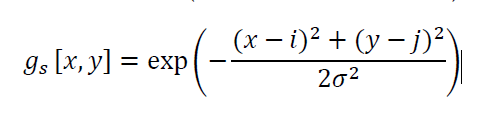 g_s [x, y] = exp(−((x − i)² + (y − j)²)/(2σ²))